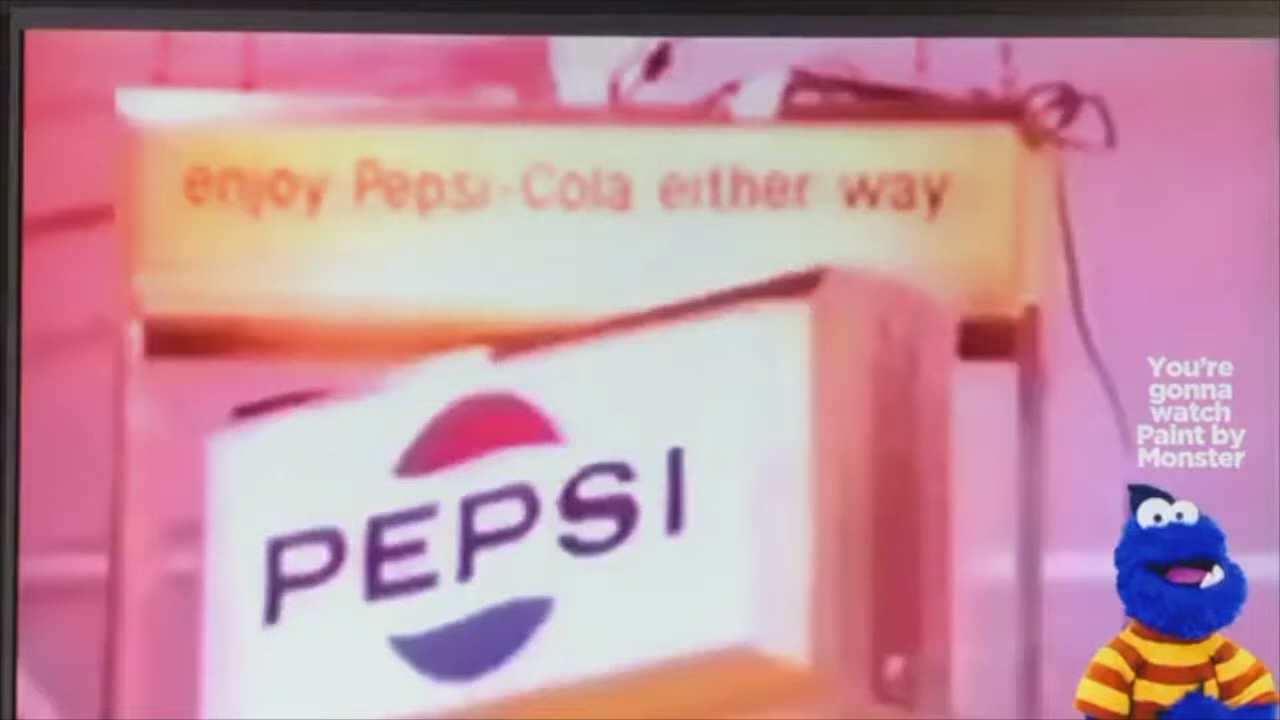 enjoy Pepsi-Cola either way
PEPSI
You're
gonna
watch
Paint by
Monster